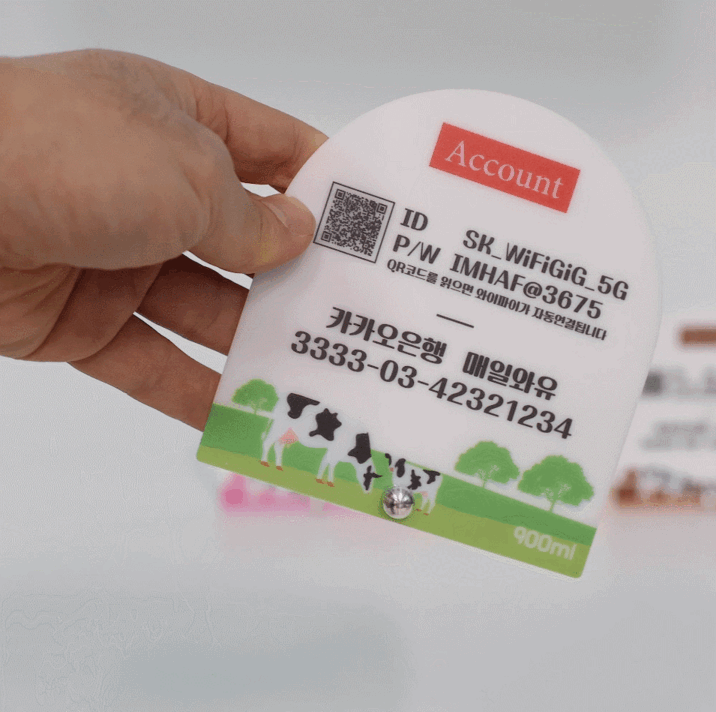 Account
ID SK_WiFiGiG_5G
P/W IMHAF@3675
QR코드를 읽으면 와이파이가 자동연결됩니다
카카오은행 매일와유
3333-03-42321234
900ml